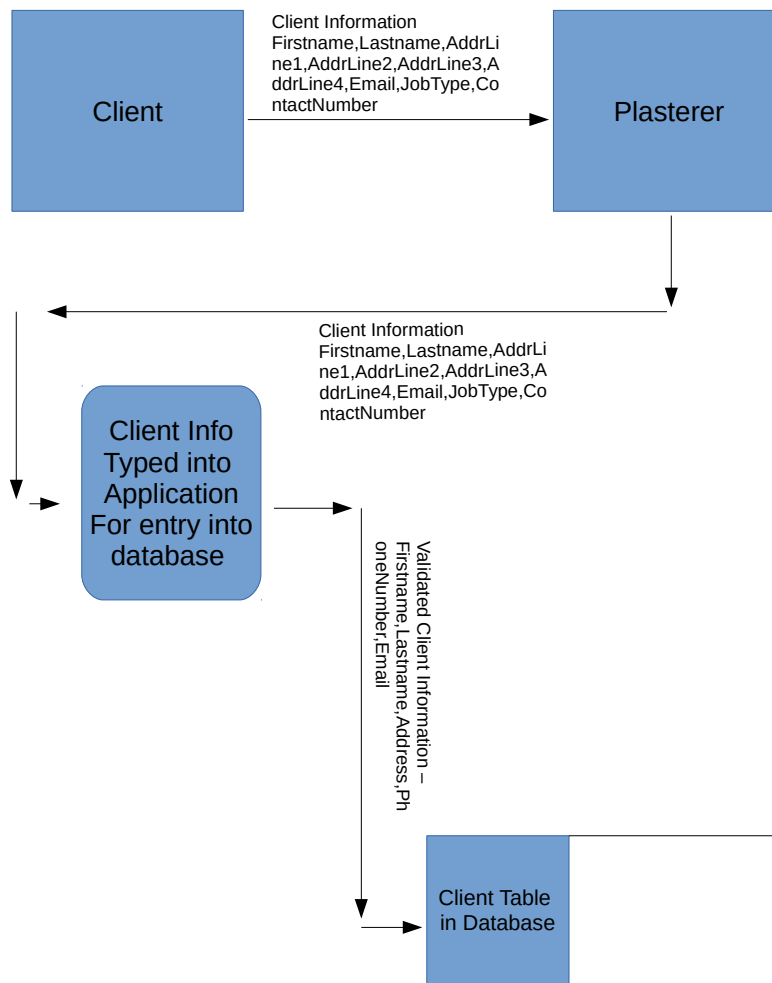 Client Information
Firstname,Lastname,AddrLi
ne1,AddrLine2,AddrLine3,A
ddrLine4,Email,JobType,Co
ntactNumber
Client
Plasterer
Client Information
Firstname,Lastname,AddrLi
ne1,AddrLine2,AddrLine3,A
ddrLine4,Email,JobType,Co
ntactNumber
Client Info
Typed into
Application
For entry into
database
Validated Client Information –
Firstname,Lastname,Address,Ph
oneNumber,Email
Client Table
in Database